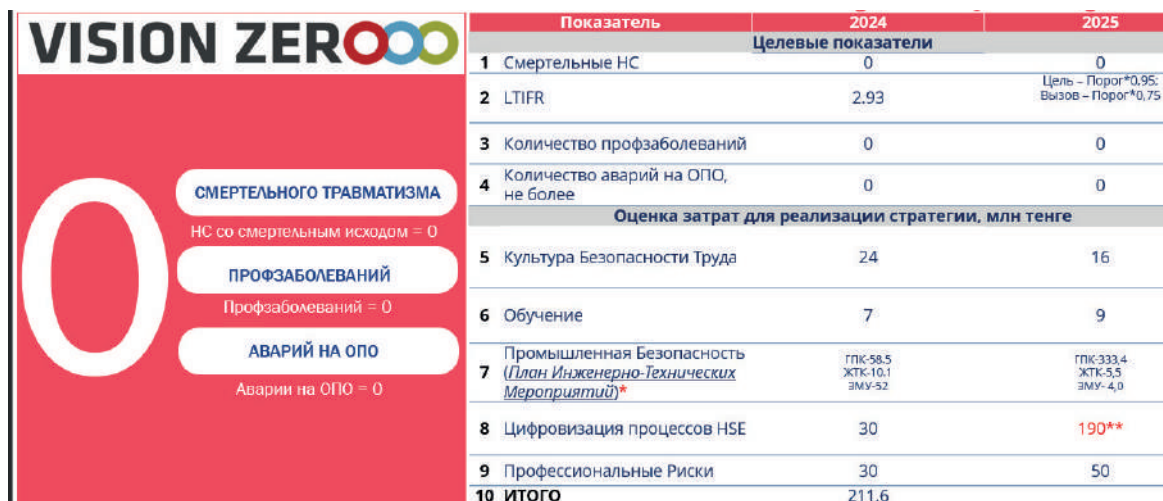 VISION ZERO
0
СМЕРТЕЛЬНОГО ТРАВМАТИЗМА
НС со смертельным исходом = 0
ПРОФЗАБОЛЕВАНИЙ
Профзаболеваний = 0
АВАРИЙ НА ОПО
Аварии на ОПО = 0
Показатель 2024 2025
Целевые показатели
1 Смертельные НС 0 0
2 LTIFR 2.93 Цель – Порог*0,95:
Вызов – Порог*0,75
3 Количество профзаболеваний 0 0
4 Количество аварий на ОПО,
не более 0 0
Оценка затрат для реализации стратегии, млн тенге
5 Культура Безопасности Труда 24 16
6 Обучение 7 9
7 Промышленная Безопасность
(План Инженерно-Технических
Мероприятий)*
ГПК-58.5
ЖТК-10.1
ЗМУ-52
ГПК-333,4
ЖТК-5,5
ЗМУ- 4,0
8 Цифровизация процессов HSE 30 190**
9 Профессиональные Риски 30 50
10 ИТОГО 211.6